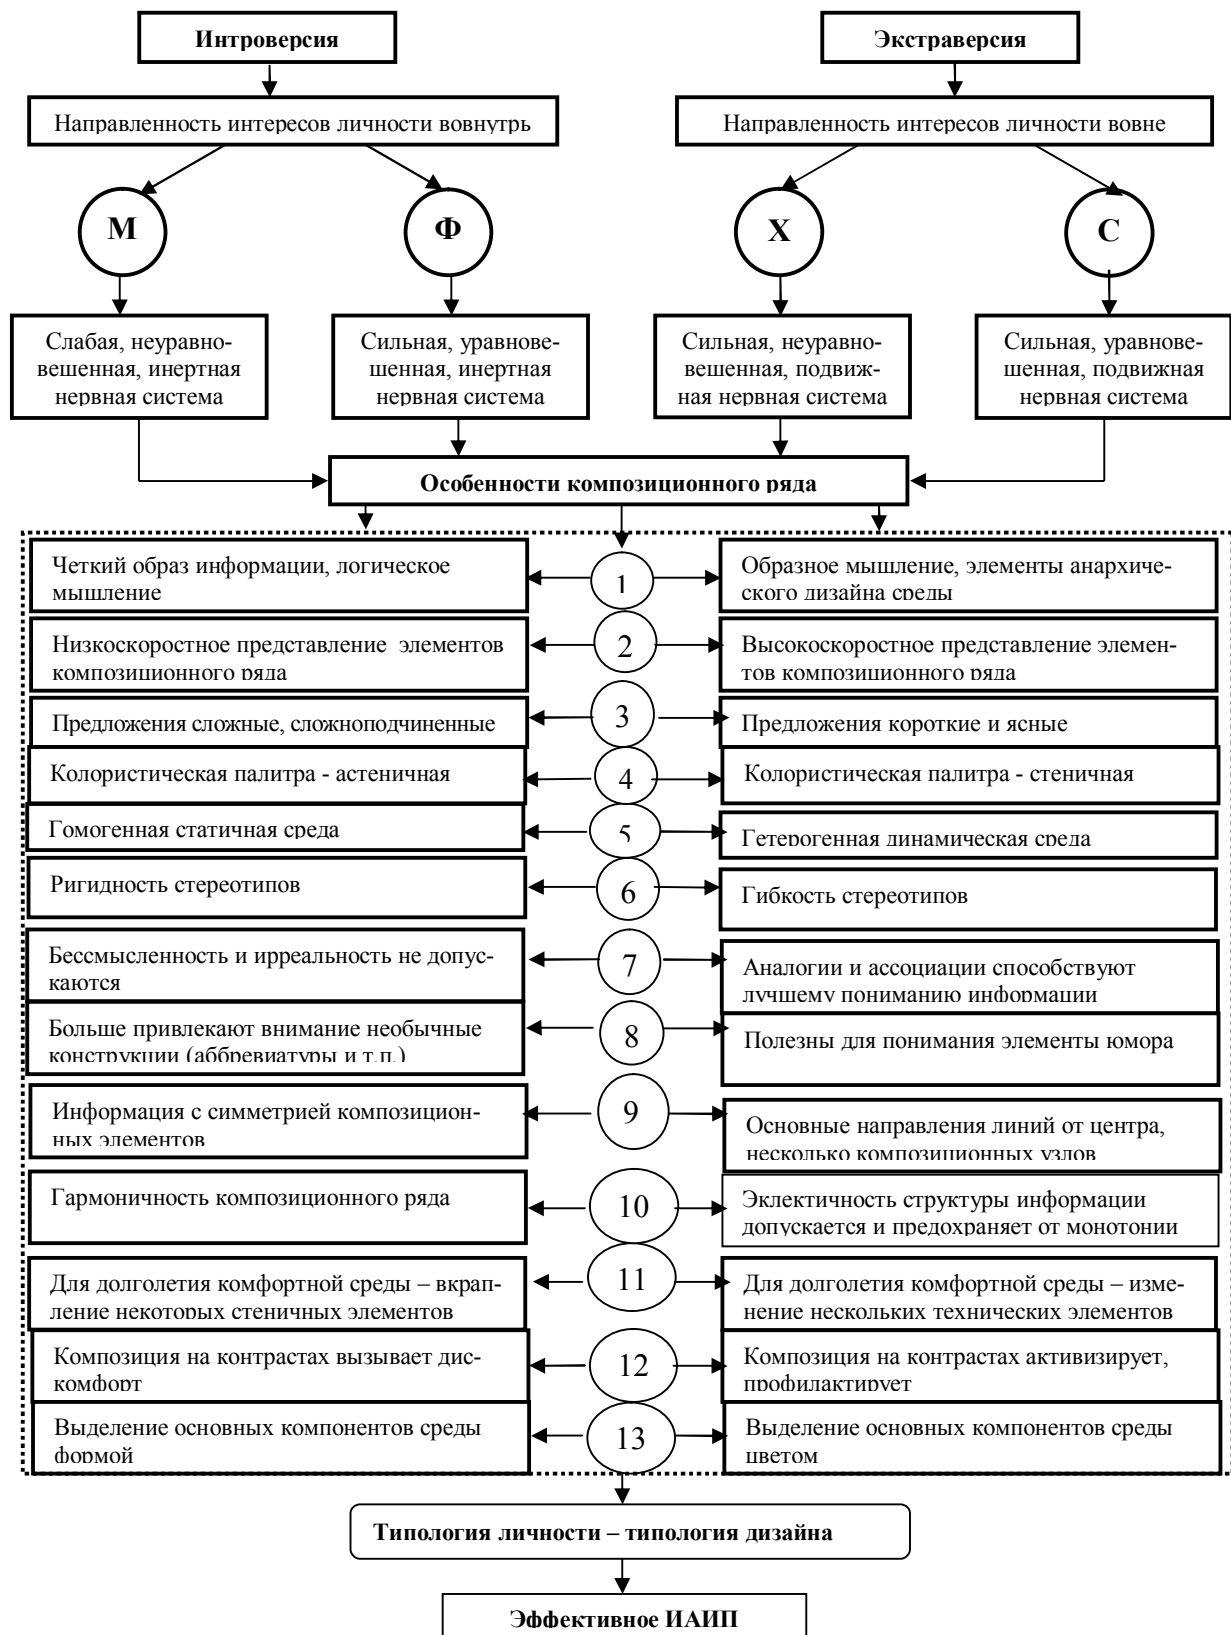 Интроверсия
Экстраверсия
Направленность интересов личности вовнутрь
Направленность интересов личности вовне
М
Ф
Х
С
Слабая, неуравно-
вешенная, инертная
нервная система
Сильная, уравнове-
шенная, инертная
нервная система
Сильная, неуравно-
вешенная, подвиж-
ная нервная система
Сильная, уравнове-
шенная, подвижная
нервная система
Особенности композиционного ряда
Четкий образ информации, логическое
мышление
1
Образное мышление, элементы анархиче-
ского дизайна среды
Низкоскоростное представление элементов
композиционного ряда
2
Высокоскоростное представление элемен-
тов композиционного ряда
Предложения сложные, сложноподчиненные
3
Предложения короткие и ясные
Колористическая палитра - астеничная
4
Колористическая палитра - стеничная
Гомогенная статичная среда
5
Гетерогенная динамическая среда
Ригидность стереотипов
6
Гибкость стереотипов
Бессмысленность и ирреальность не допус-
каются
7
Аналогии и ассоциации способствуют
лучшему пониманию информации
Больше привлекают внимание необычные
конструкции (аббревиатуры и т.п.)
8
Полезны для понимания элементы юмора
Информация с симметрией композицион-
ных элементов
9
Основные направления линий от центра,
несколько композиционных узлов
Гармоничность композиционного ряда
10
Эклектичность структуры информации
допускается и предохраняет от монотонии
Для долголетия комфортной среды – вкрап-
ление некоторых стеничных элементов
11
Для долголетия комфортной среды – изме-
нение нескольких технических элементов
Композиция на контрастах вызывает дис-
комфорт
12
Композиция на контрастах активизирует,
профилактирует
Выделение основных компонентов среды
формой
13
Выделение основных компонентов среды
цветом
Типология личности – типология дизайна
Эффективное ИАИП